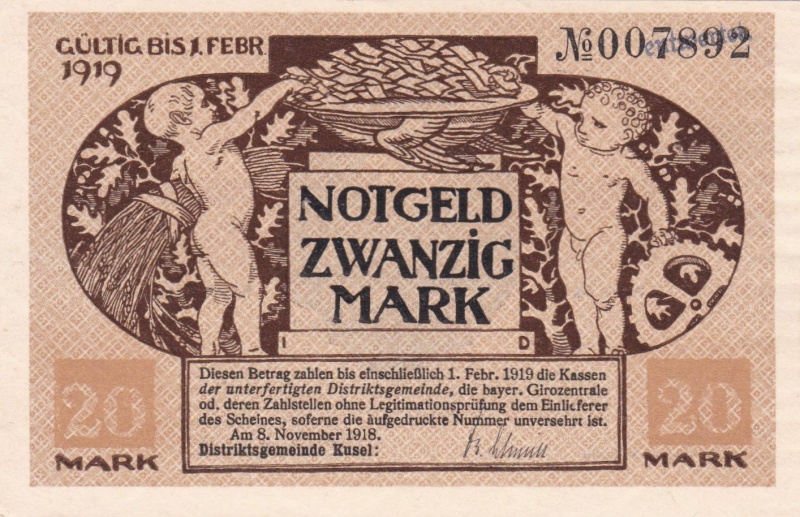 GÜLTIG BIS 1. FEBR.
1919
№007892
NOTGELD
ZWANZIG
MARK
I D
Diesen Betrag zahlen bis einschließlich 1. Febr. 1919 die Kassen
der unterfertigten Distriktsgemeinde, die bayer. Girozentrale
od. deren Zahlstellen ohne Legitimationsprüfung dem Einlieferer
des Scheines, soferne die aufgedruckte Nummer unversehrt ist.
Am 8. November 1918.
Distriktsgemeinde Kusel:
20
MARK
20
MARK